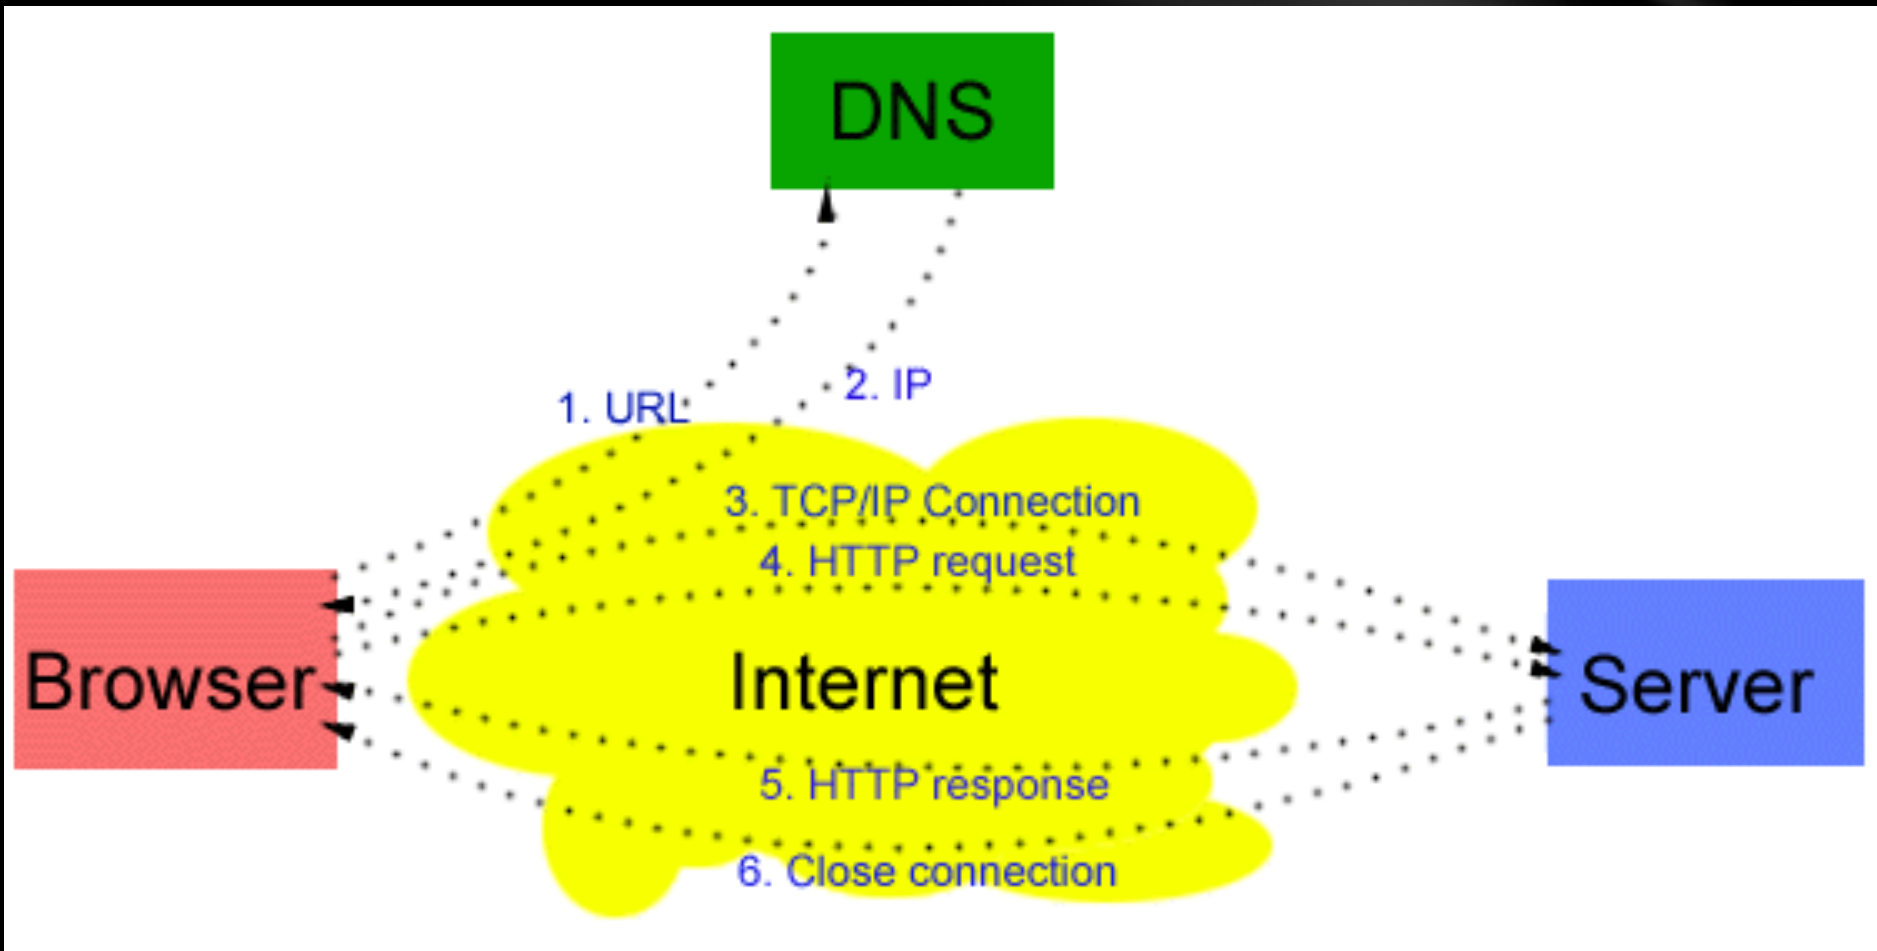 DNS
1. URL
2. IP
3. TCP/IP Connection
4. HTTP request
Browser
Internet
Server
5. HTTP response
6. Close connection